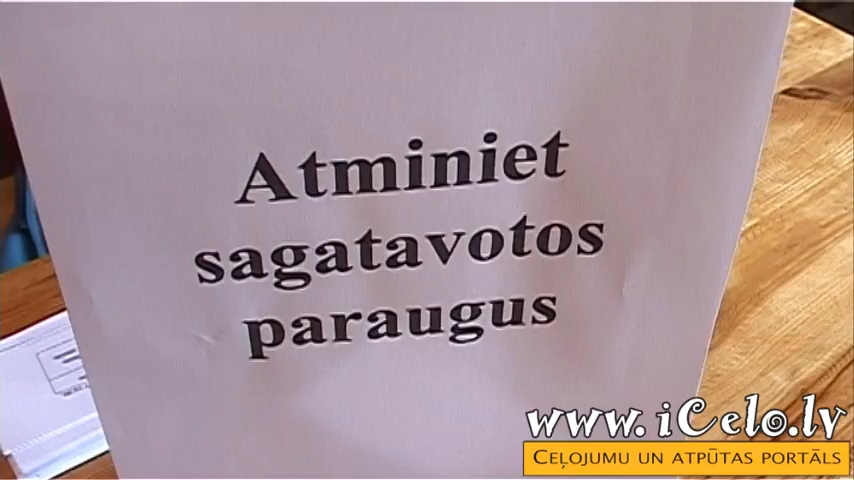 Atminiet
sagatavotos
paraugus
www.iCelo.lv
CEĻOJUMU UN ATPŪTAS PORTĀLS